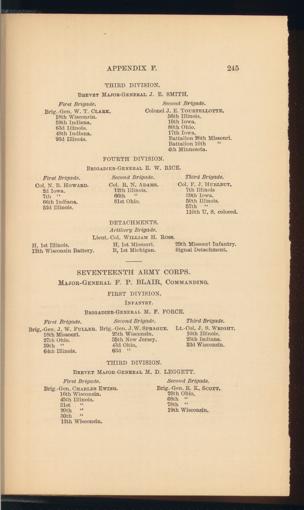 APPENDIX F. 245
THIRD DIVISION.
BREVET MAJOR-GENERAL J. E. SMITH.
First Brigade. Second Brigade.
Brig.-Gen. W. T. CLARK. Colonel J. E. TOURTELLOTTE.
18th Wisconsin. 56th Illinois.
59th Indiana. 10th Iowa.
63d Illinois. 80th Ohio.
48th Indiana. 17th Iowa.
93d Illinois. Battalion 26th Missouri.
Battalion 10th "
4th Minnesota.
FOURTH DIVISION.
BRIGADIER-GENERAL E. W. RICE.
First Brigade. Second Brigade. Third Brigade.
Col. N. B. HOWARD. Col. R. N. ADAMS. Col. F. J. HURLBUT.
2d Iowa. 12th Illinois. 7th Illinois
7th " 66th " 39th Iowa.
66th Indiana. 81st Ohio. 50th Illinois.
52d Illinois. 57th "
110th U. S. colored.
DETACHMENTS.
Artillery Brigade.
Lieut. Col. WILLIAM H. ROSS.
H, 1st Illinois. H, 1st Missouri. 29th Missouri Infantry.
12th Wisconsin Battery. B, 1st Michigan. Signal Detachment.
SEVENTEENTH ARMY CORPS.
MAJOR-GENERAL F. P. BLAIR, COMMANDING.
FIRST DIVISION.
INFANTRY.
BRIGADIER-GENERAL M. F. FORCE.
First Brigade. Second Brigade. Third Brigade.
Brig.-Gen. J. W. FULLER. Brig.-Gen. J. W. SPRAGUE. Lt.-Col. J. S. WRIGHT.
18th Missouri. 25th Wisconsin. 10th Illinois.
27th Ohio. 35th New Jersey. 25th Indiana.
39th " 43d Ohio. 32d Wisconsin.
64th Illinois. 63d "
THIRD DIVISION.
BREVET MAJOR GENERAL M. D. LEGGETT.
First Brigade. Second Brigade.
Brig.-Gen. CHARLES EWING. Brig.-Gen. R. K. SCOTT.
16th Wisconsin. 20th Ohio.
45th Illinois. 68th "
31st " 78th "
20th " 19th Wisconsin.
30th "
12th Wisconsin.